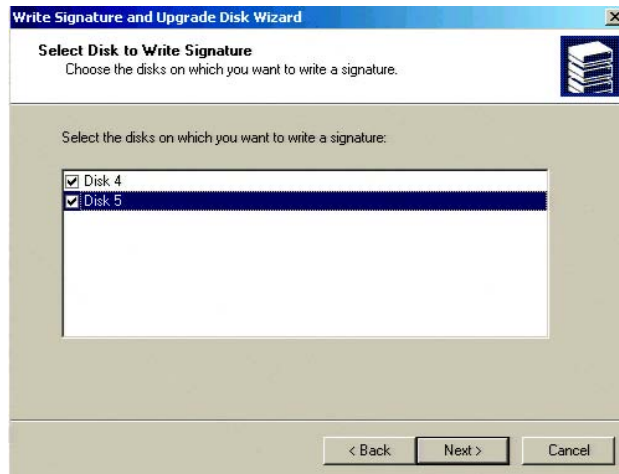 Write Signature and Upgrade Disk Wizard
Select Disk to Write Signature
Choose the disks on which you want to write a signature.
Select the disks on which you want to write a signature:
Disk 4
Disk 5
< Back Next > Cancel